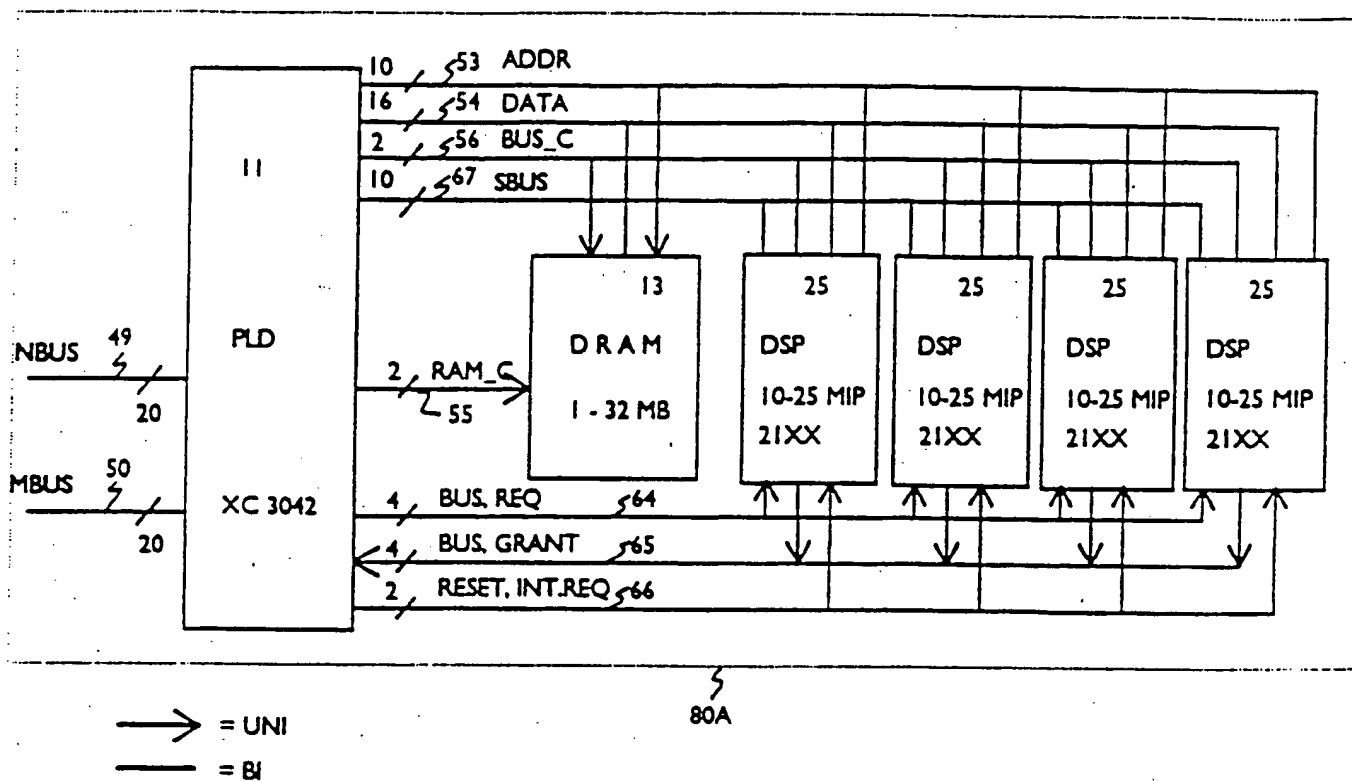 10 53 ADDR
16 54 DATA
2 56 BUS_C
10 67 SBUS
11
PLD
XC 3042
NBUS 49
20
MBUS 50
20
2 RAM_C
55
13
DRAM
1 - 32 MB
25
DSP
10-25 MIP
21XX
25
DSP
10-25 MIP
21XX
25
DSP
10-25 MIP
21XX
25
DSP
10-25 MIP
21XX
4 BUS, REQ 64
4 BUS, GRANT 65
2 RESET, INT.REQ 66
80A
= UNI
= BI